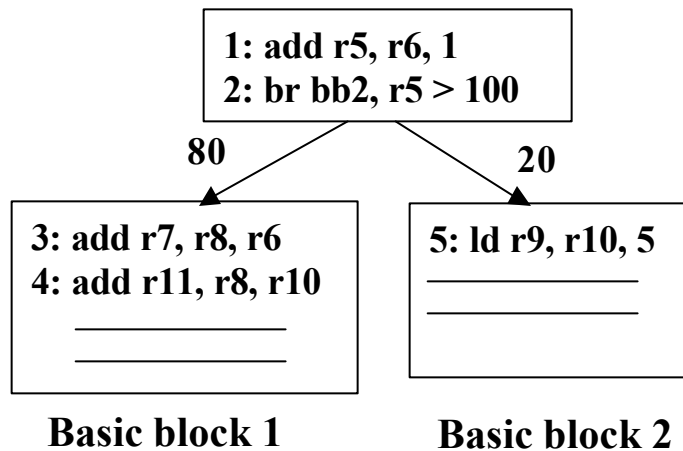 1: add r5, r6, 1
2: br bb2, r5 > 100
80
20
3: add r7, r8, r6
4: add r11, r8, r10
5: ld r9, r10, 5
Basic block 1
Basic block 2